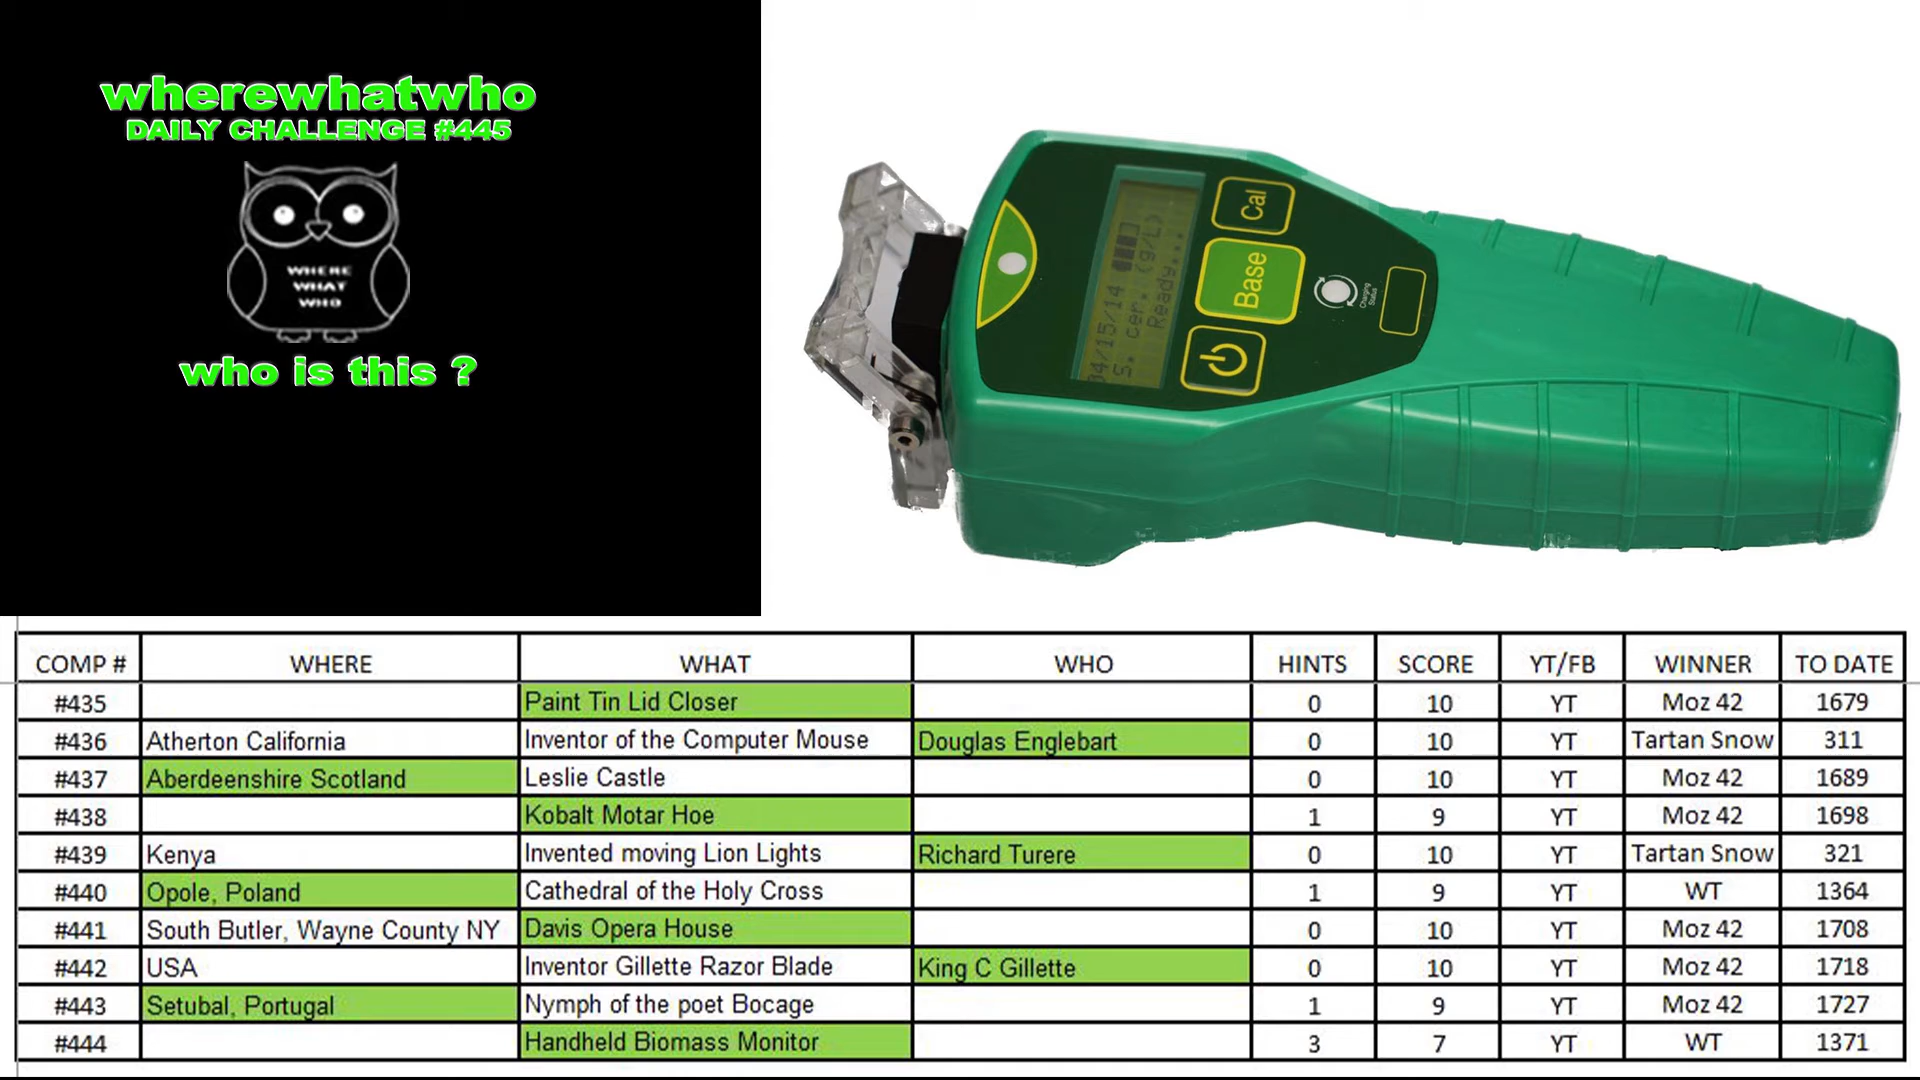 wherewhatwho
DAILY CHALLENGE #445
WHERE
WHAT
WHO
who is this ?
Cal
Base
Charging
Status
04/15/14
S. cer. (g/L)
Ready...
COMP # WHERE WHAT WHO HINTS SCORE YT/FB WINNER TO DATE
#435 Paint Tin Lid Closer 0 10 YT Moz 42 1679
#436 Atherton California Inventor of the Computer Mouse Douglas Englebart 0 10 YT Tartan Snow 311
#437 Aberdeenshire Scotland Leslie Castle 0 10 YT Moz 42 1689
#438 Kobalt Motar Hoe 1 9 YT Moz 42 1698
#439 Kenya Invented moving Lion Lights Richard Turere 0 10 YT Tartan Snow 321
#440 Opole, Poland Cathedral of the Holy Cross 1 9 YT WT 1364
#441 South Butler, Wayne County NY Davis Opera House 0 10 YT Moz 42 1708
#442 USA Inventor Gillette Razor Blade King C Gillette 0 10 YT Moz 42 1718
#443 Setubal, Portugal Nymph of the poet Bocage 1 9 YT Moz 42 1727
#444 Handheld Biomass Monitor 3 7 YT WT 1371